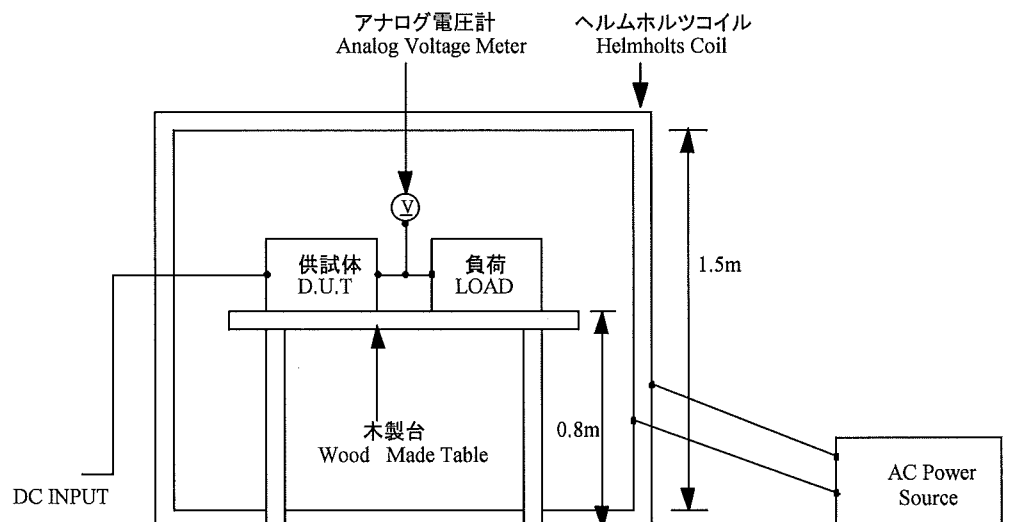 アナログ電圧計
Analog Voltage Meter
ヘルムホルツコイル
Helmholts Coil
V
供試体
D.U.T
負荷
LOAD
1.5m
木製台
Wood Made Table
0.8m
DC INPUT
AC Power
Source